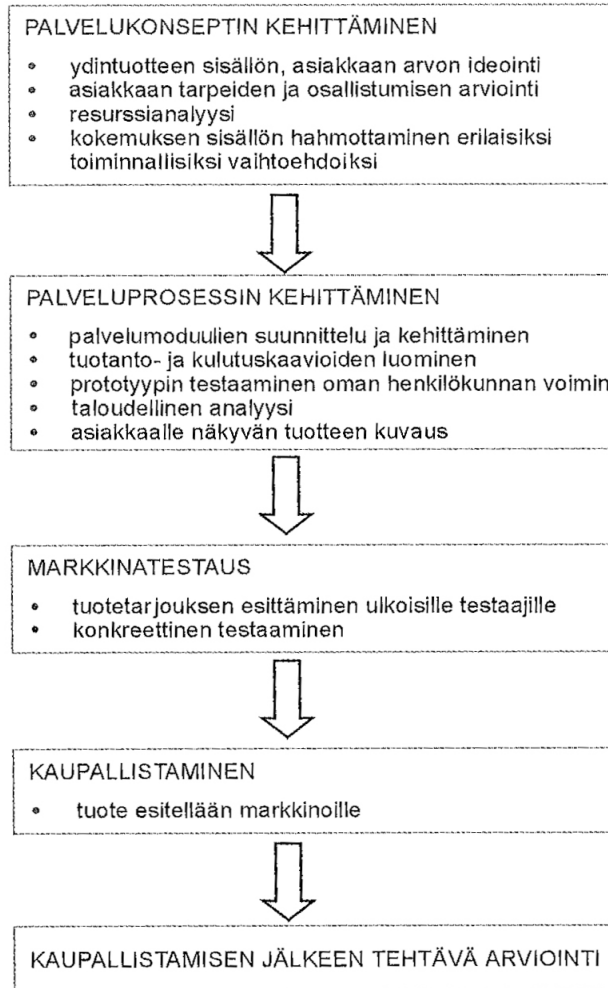 PALVELUKONSEPTIN KEHITTÄMINEN
• ydintuotteen sisällön, asiakkaan arvon ideointi
• asiakkaan tarpeiden ja osallistumisen arviointi
• resurssianalyysi
• kokemuksen sisällön hahmottaminen erilaisiksi
toiminnallisiksi vaihtoehdoiksi
PALVELUPROSESSIN KEHITTÄMINEN
• palvelumoduulien suunnittelu ja kehittäminen
• tuotanto- ja kulutuskaavioiden luominen
• prototyypin testaaminen oman henkilökunnan voimin
• taloudellinen analyysi
• asiakkaalle näkyvän tuotteen kuvaus
MARKKINATESTAUS
• tuotetarjouksen esittäminen ulkoisille testaajille
• konkreettinen testaaminen
KAUPALLISTAMINEN
• tuote esitellään markkinoille
KAUPALLISTAMISEN JÄLKEEN TEHTÄVÄ ARVIOINTI